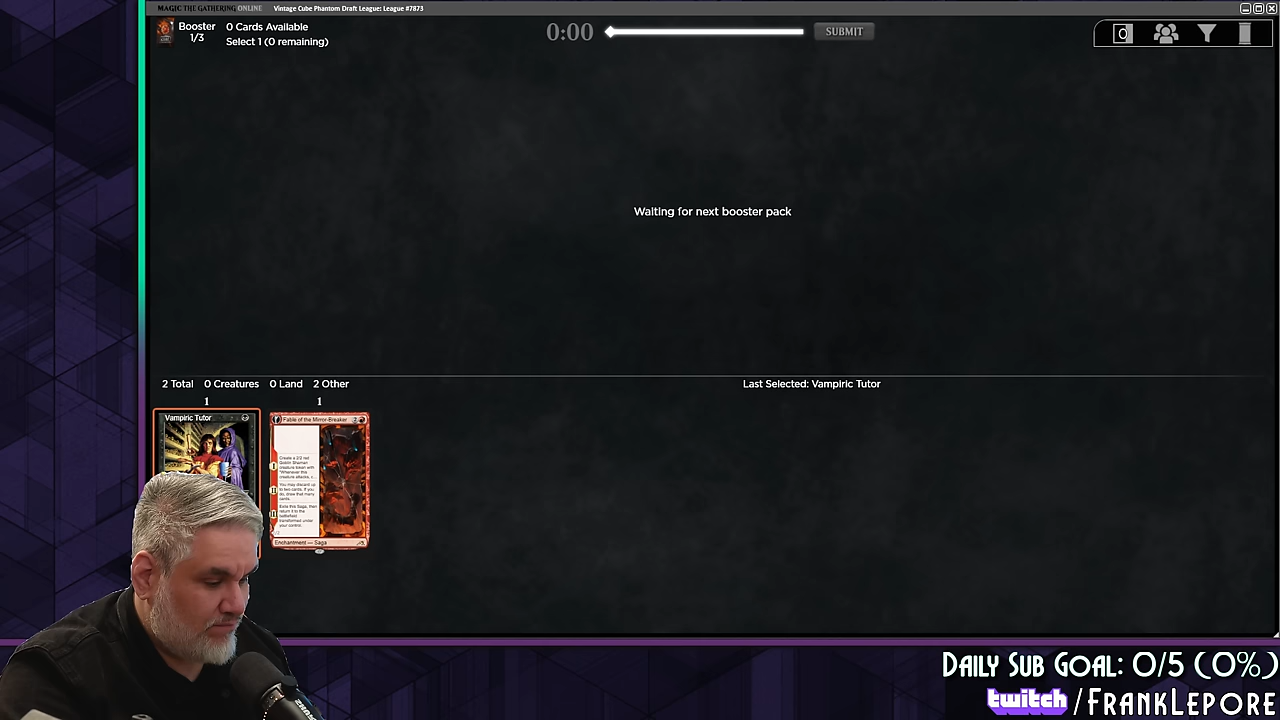 MAGIC THE GATHERING ONLINE Vintage Cube Phantom Draft League: League #7873
Booster
1/3
0 Cards Available
Select 1 (0 remaining)
0:00
SUBMIT
0
Waiting for next booster pack
2 Total 0 Creatures 0 Land 2 Other
Last Selected: Vampiric Tutor
1
1
Vampiric Tutor
Fable of the Mirror-Breaker 2
I
Create a 2/2 red
Goblin Shaman
creature token with
"Whenever this
creature attacks, c...
II
You may discard up
to two cards. If you
do, draw that many
cards.
III
Exile this Saga, then
return it to the
battlefield
transformed under
your control.
Enchantment — Saga
DAILY SUB GOAL: 0/5 (0%)
twitch/FRANKLEPORE